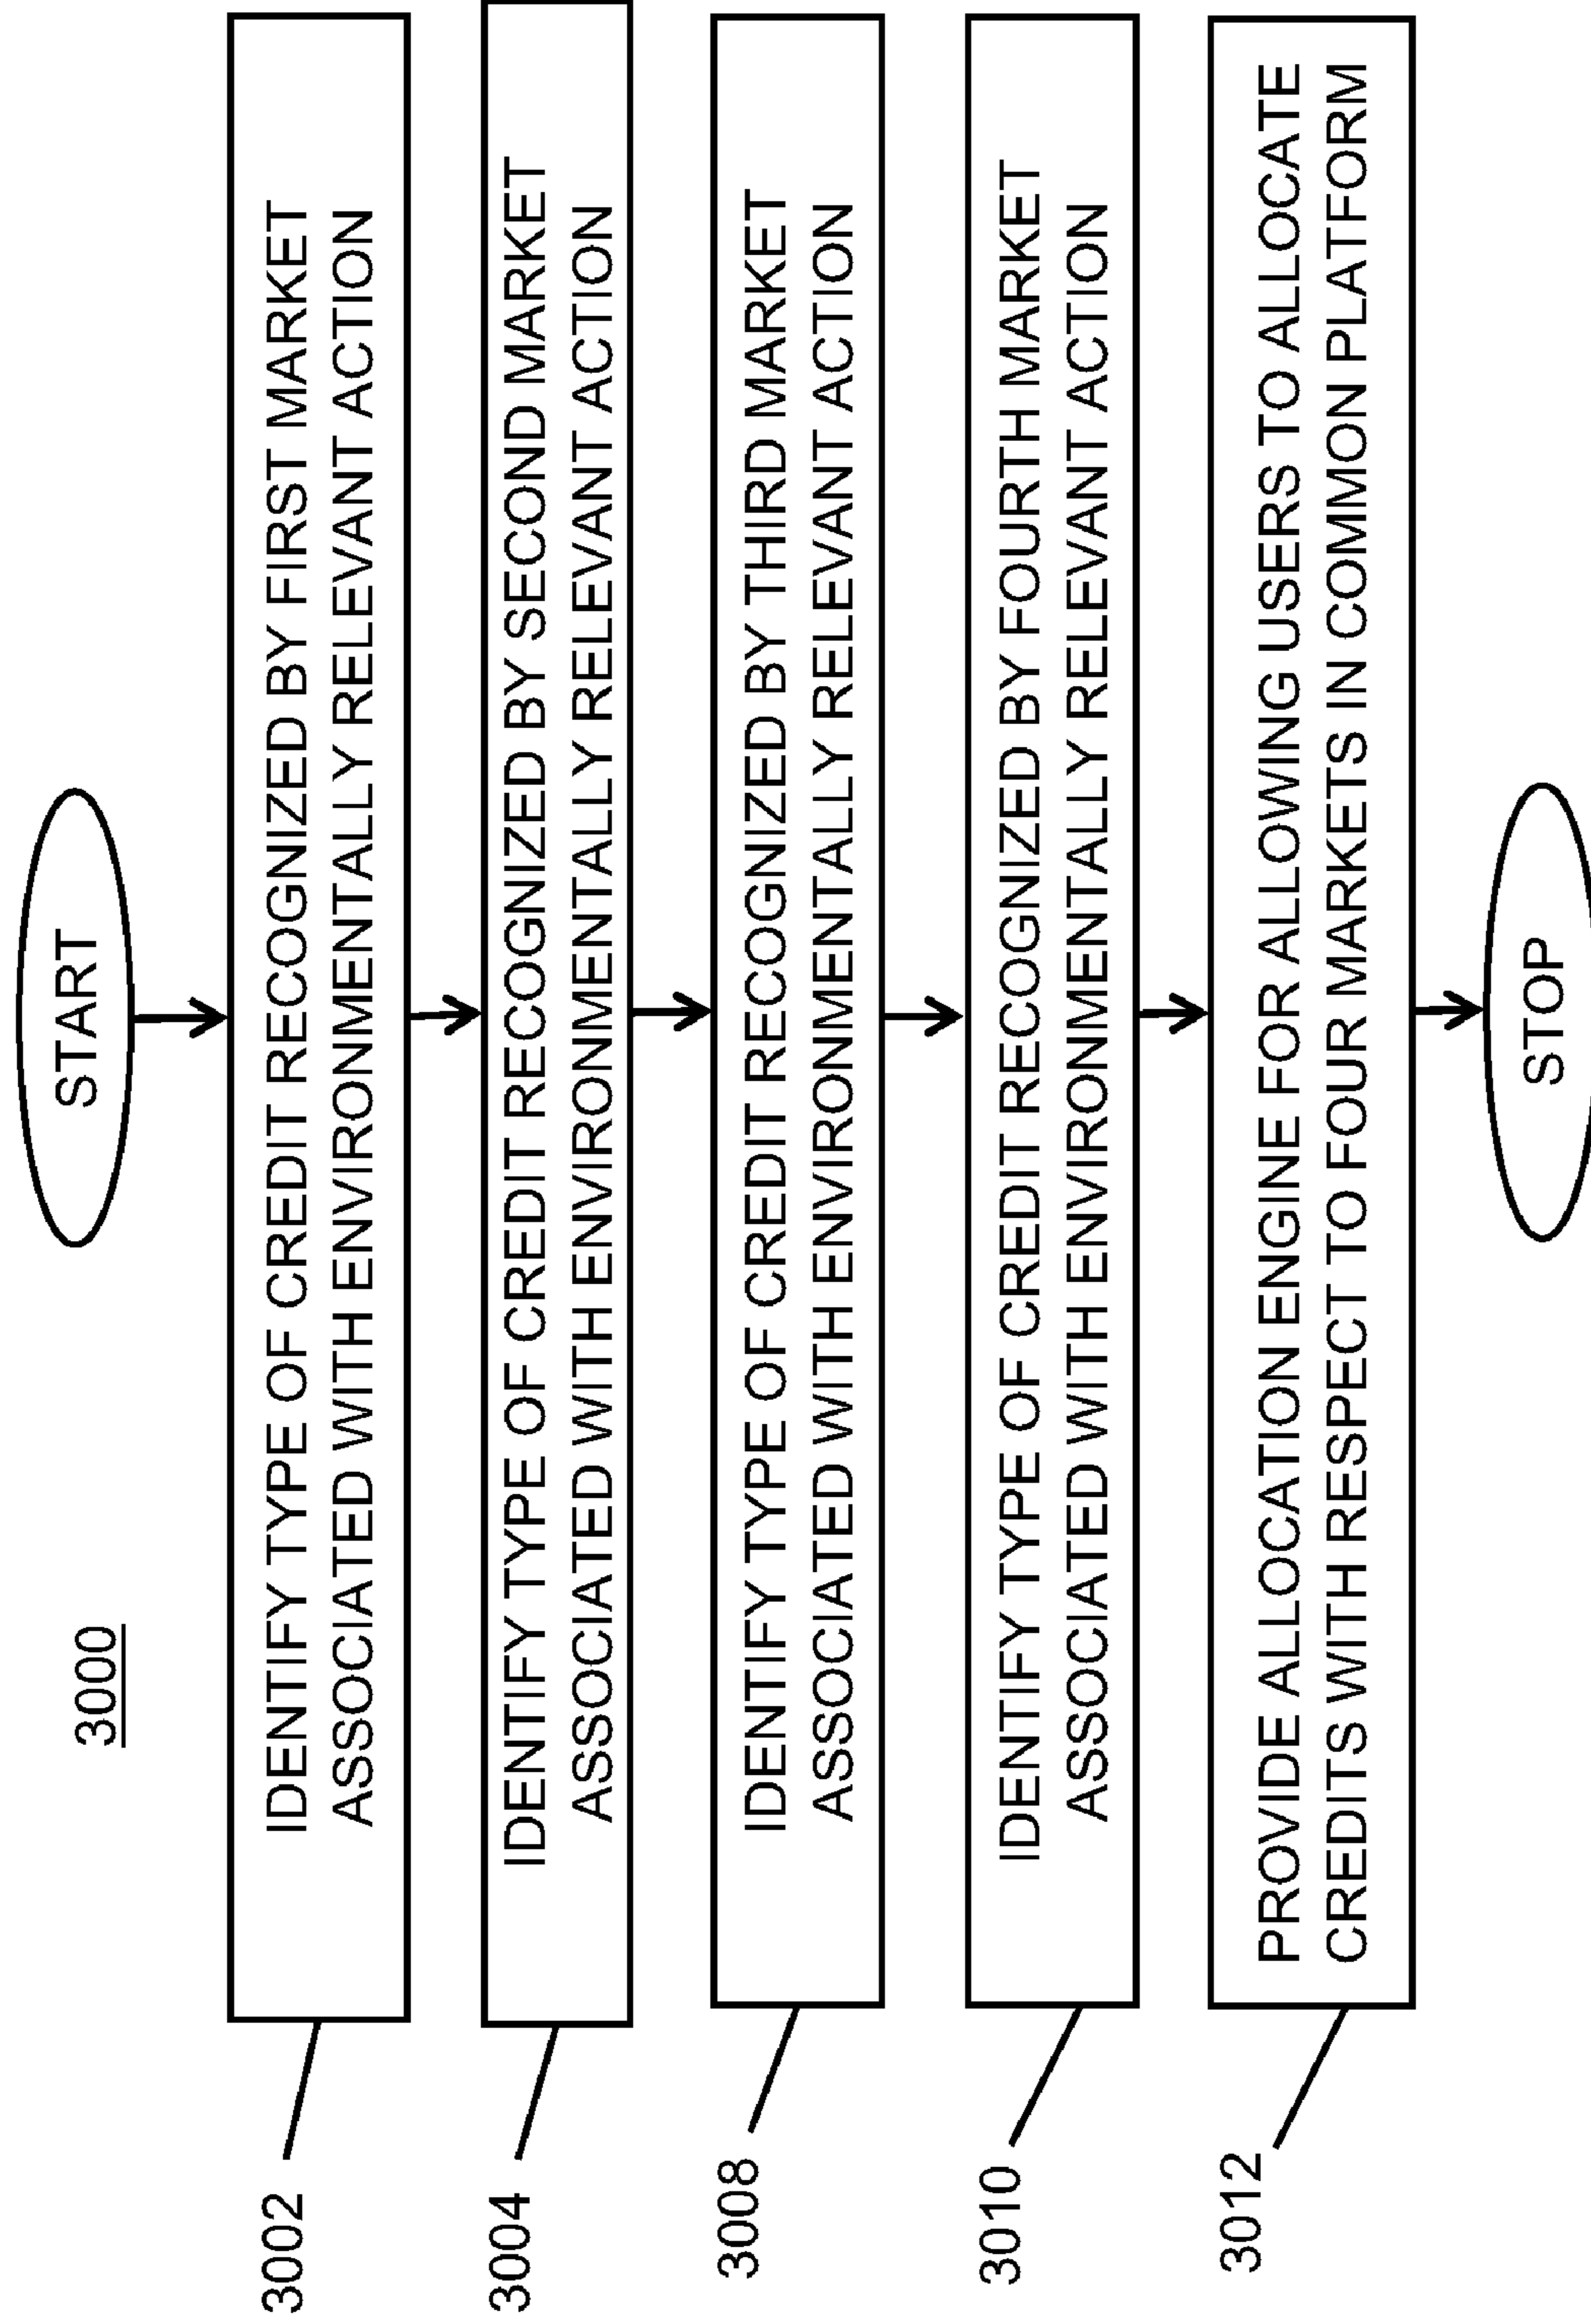 3000
START
3002
IDENTIFY TYPE OF CREDIT RECOGNIZED BY FIRST MARKET
ASSOCIATED WITH ENVIRONMENTALLY RELEVANT ACTION
3004
IDENTIFY TYPE OF CREDIT RECOGNIZED BY SECOND MARKET
ASSOCIATED WITH ENVIRONMENTALLY RELEVANT ACTION
3008
IDENTIFY TYPE OF CREDIT RECOGNIZED BY THIRD MARKET
ASSOCIATED WITH ENVIRONMENTALLY RELEVANT ACTION
3010
IDENTIFY TYPE OF CREDIT RECOGNIZED BY FOURTH MARKET
ASSOCIATED WITH ENVIRONMENTALLY RELEVANT ACTION
3012
PROVIDE ALLOCATION ENGINE FOR ALLOWING USERS TO ALLOCATE
CREDITS WITH RESPECT TO FOUR MARKETS IN COMMON PLATFORM
STOP